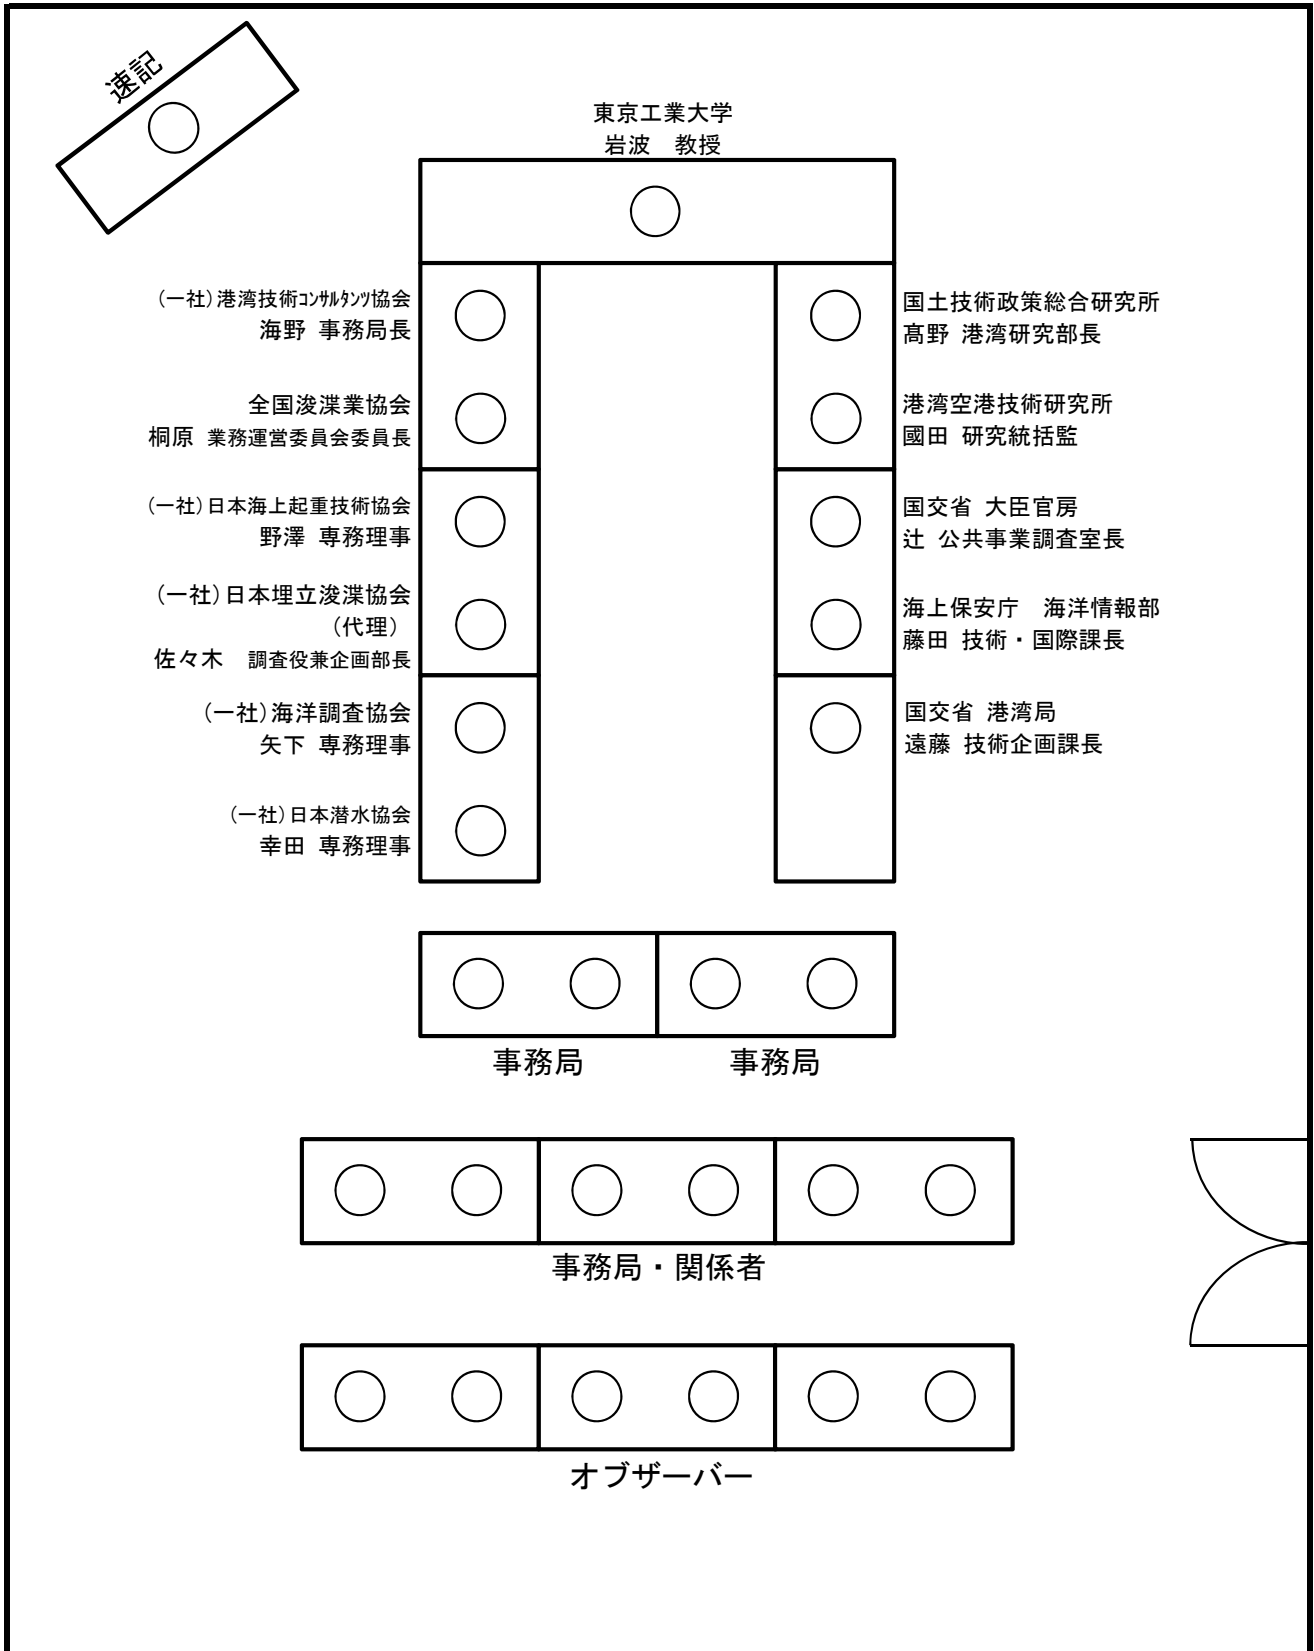 速記
東京工業大学
岩波　教授
(一社)港湾技術ｺﾝｻﾙﾀﾝﾂ協会
海野 事務局長
全国浚渫業協会
桐原 業務運営委員会委員長
(一社)日本海上起重技術協会
野澤 専務理事
(一社)日本埋立浚渫協会
(代理)
佐々木　調査役兼企画部長
(一社)海洋調査協会
矢下 専務理事
(一社)日本潜水協会
幸田 専務理事
国土技術政策総合研究所
髙野 港湾研究部長
港湾空港技術研究所
國田 研究統括監
国交省 大臣官房
辻 公共事業調査室長
海上保安庁　海洋情報部
藤田 技術・国際課長
国交省 港湾局
遠藤 技術企画課長
事務局
事務局
事務局・関係者
オブザーバー